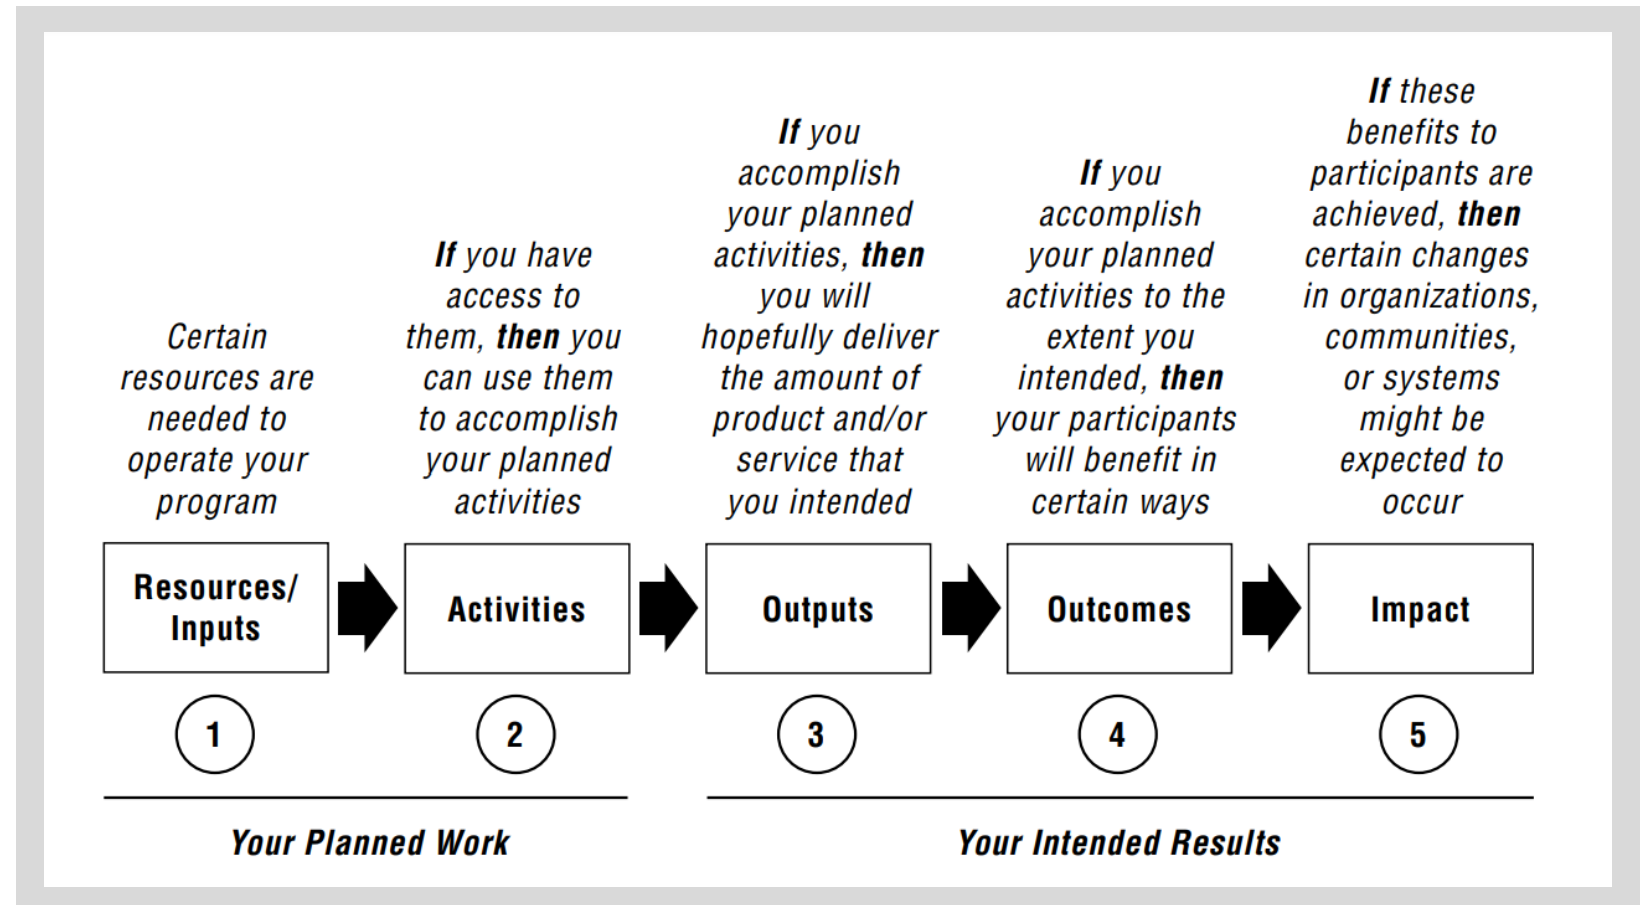 Certain
resources are
needed to
operate your
program
If you have
access to
them, then you
can use them
to accomplish
your planned
activities
If you
accomplish
your planned
activities, then
you will
hopefully deliver
the amount of
product and/or
service that
you intended
If you
accomplish
your planned
activities to the
extent you
intended, then
your participants
will benefit in
certain ways
If these
benefits to
participants are
achieved, then
certain changes
in organizations,
communities,
or systems
might be
expected to
occur
Resources/
Inputs
Activities
Outputs
Outcomes
Impact
1
2
3
4
5
Your Planned Work
Your Intended Results